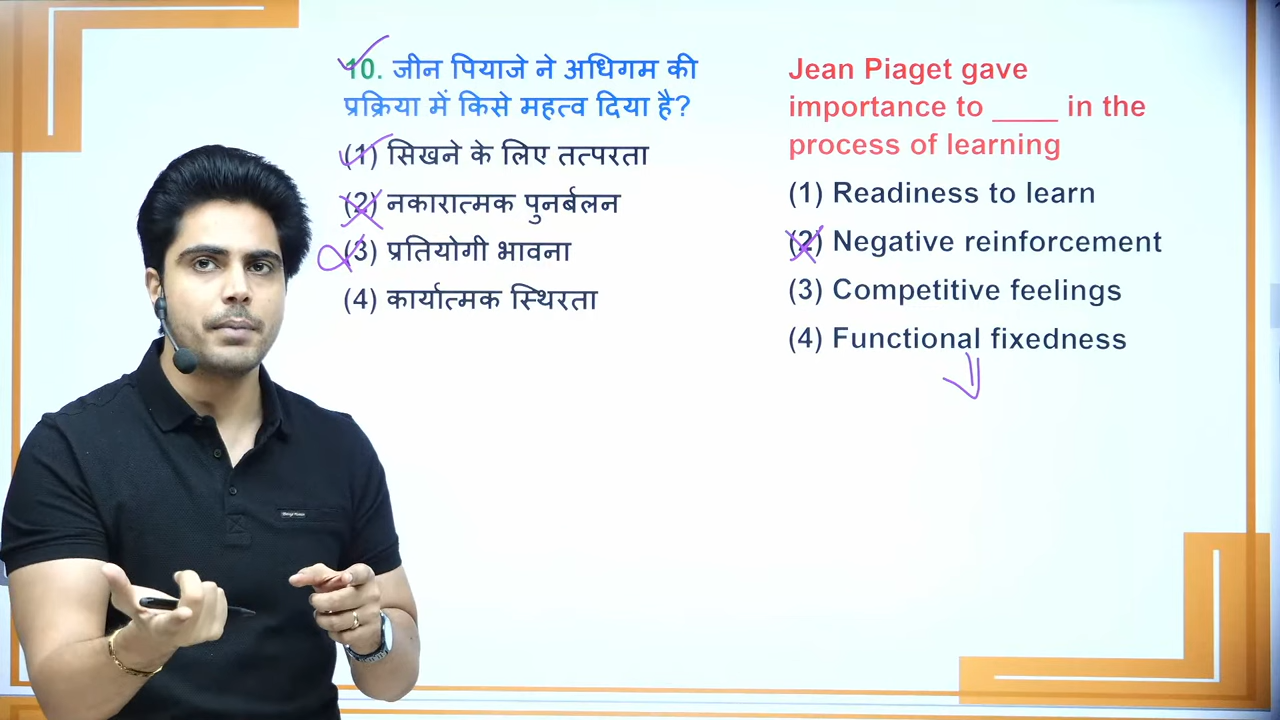 10. जीन पियाजे ने अधिगम की
प्रक्रिया में किसे महत्व दिया है?
(1) सिखने के लिए तत्परता
(2) नकारात्मक पुनर्बलन
(3) प्रतियोगी भावना
(4) कार्यात्मक स्थिरता
Jean Piaget gave
importance to ____ in the
process of learning
(1) Readiness to learn
(2) Negative reinforcement
(3) Competitive feelings
(4) Functional fixedness